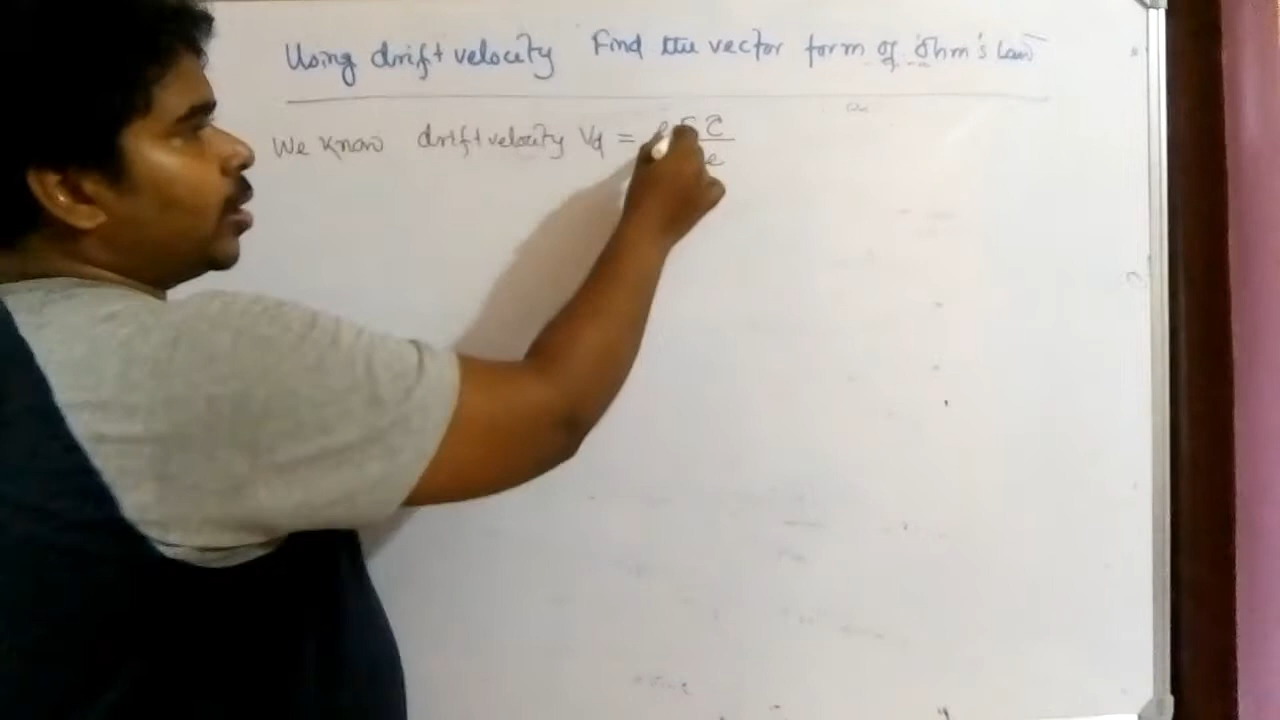 Using drift velocity Find the vector form of ohm's Law
We know drift velocity Vd =